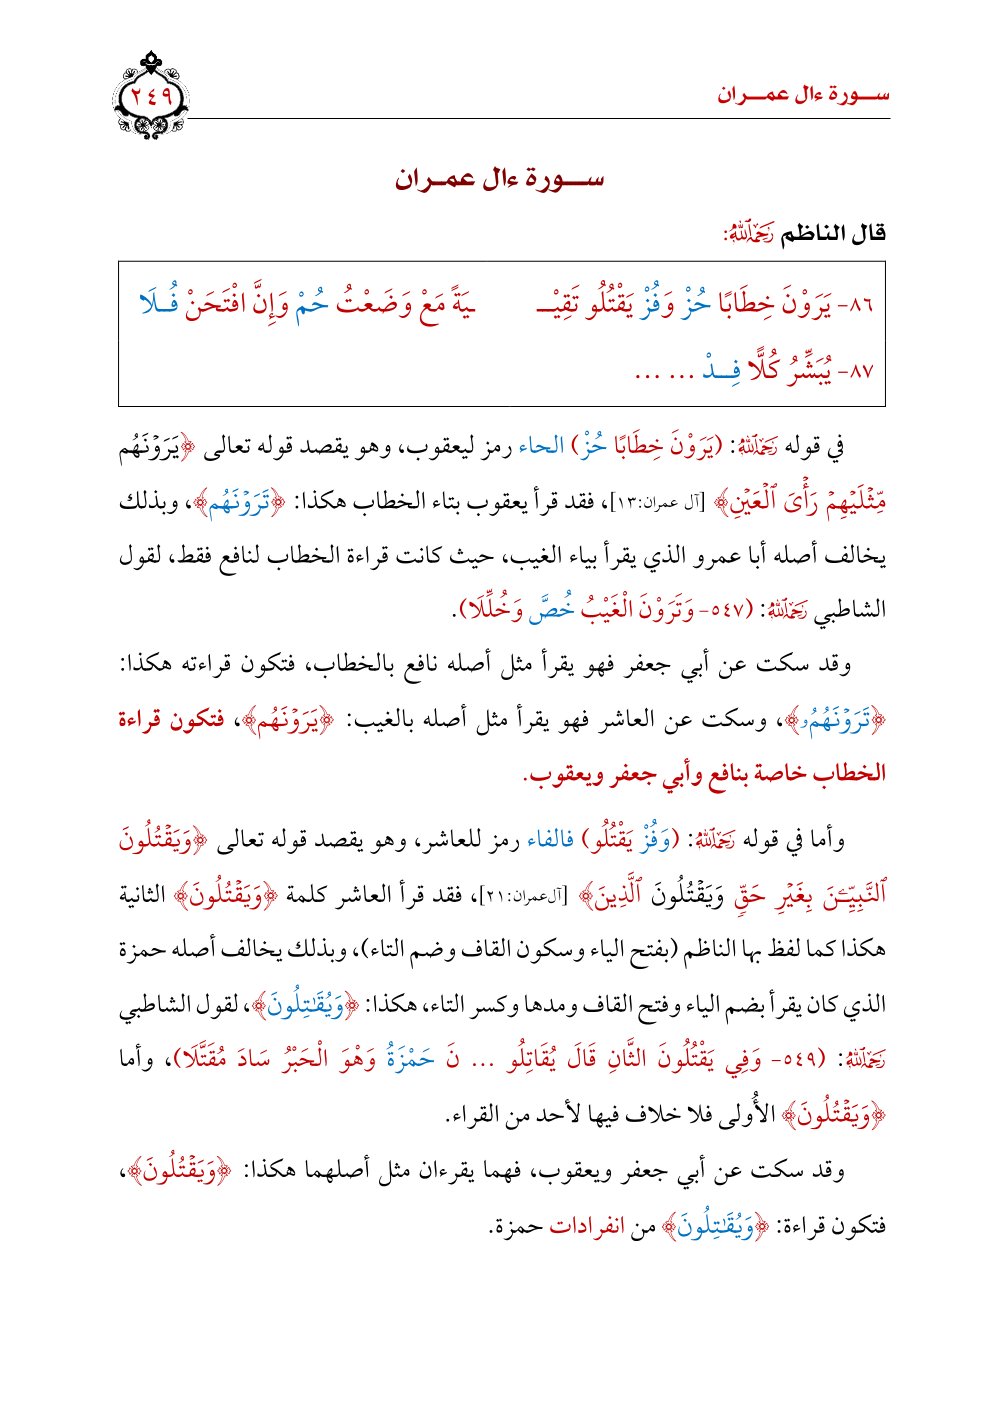 سـورة ءال عمـران
٢٤٩
سـورة ءال عمـران
قال الناظم رَحِمَهُ ٱللَّهُ:
٨٦- يَرَوْنَ خِطَابًا حُزْ وَفُزْ يَقْتُلُو تَقِيْـ ـيَةً مَعْ وَضَعْتُ حُمْ وَإِنَّ افْتَحَنْ فُـلَا
٨٧- يُبَشِّرُ كُلًّا فِـدْ ... ...
في قوله رَحِمَهُ ٱللَّهُ: (يَرَوْنَ خِطَابًا حُزْ) الحاء رمز ليعقوب، وهو يقصد قوله تعالى ﴿يَرَوۡنَهُم
مِّثۡلَيۡهِمۡ رَأۡيَ ٱلۡعَيۡنِ﴾ [آل عمران:١٣]، فقد قرأ يعقوب بتاء الخطاب هكذا: ﴿تَرَوۡنَهُم﴾، وبذلك
يخالف أصله أبا عمرو الذي يقرأ بياء الغيب، حيث كانت قراءة الخطاب لنافع فقط، لقول
الشاطبي رَحِمَهُ ٱللَّهُ: (٥٤٧- وَتَرَوْنَ الْغَيْبُ خُصَّ وَخُلِّلَا).
وقد سكت عن أبي جعفر فهو يقرأ مثل أصله نافع بالخطاب، فتكون قراءته هكذا:
﴿تَرَوۡنَهُمُۥ﴾، وسكت عن العاشر فهو يقرأ مثل أصله بالغيب: ﴿يَرَوۡنَهُم﴾، فتكون قراءة
الخطاب خاصة بنافع وأبي جعفر ويعقوب.
وأما في قوله رَحِمَهُ ٱللَّهُ: (وَفُزْ يَقْتُلُو) فالفاء رمز للعاشر، وهو يقصد قوله تعالى ﴿وَيَقۡتُلُونَ
ٱلنَّبِيِّـۧنَ بِغَيۡرِ حَقّٖ وَيَقۡتُلُونَ ٱلَّذِينَ﴾ [آل عمران:٢١]، فقد قرأ العاشر كلمة ﴿وَيَقۡتُلُونَ﴾ الثانية
هكذا كما لفظ بها الناظم (بفتح الياء وسكون القاف وضم التاء)، وبذلك يخالف أصله حمزة
الذي كان يقرأ بضم الياء وفتح القاف ومدها وكسر التاء، هكذا: ﴿وَيُقَٰتِلُونَ﴾، لقول الشاطبي
رَحِمَهُ ٱللَّهُ: (٥٤٩- وَفِي يَقْتُلُونَ الثَّانِ قَالَ يُقَاتِلُو ... نَ حَمْزَةُ وَهْوَ الْحَبْرُ سَادَ مُقَتَّلَا)، وأما
﴿وَيَقۡتُلُونَ﴾ الأُولى فلا خلاف فيها لأحد من القراء.
وقد سكت عن أبي جعفر ويعقوب، فهما يقرءان مثل أصلهما هكذا: ﴿وَيَقۡتُلُونَ﴾،
فتكون قراءة: ﴿وَيُقَٰتِلُونَ﴾ من انفرادات حمزة.